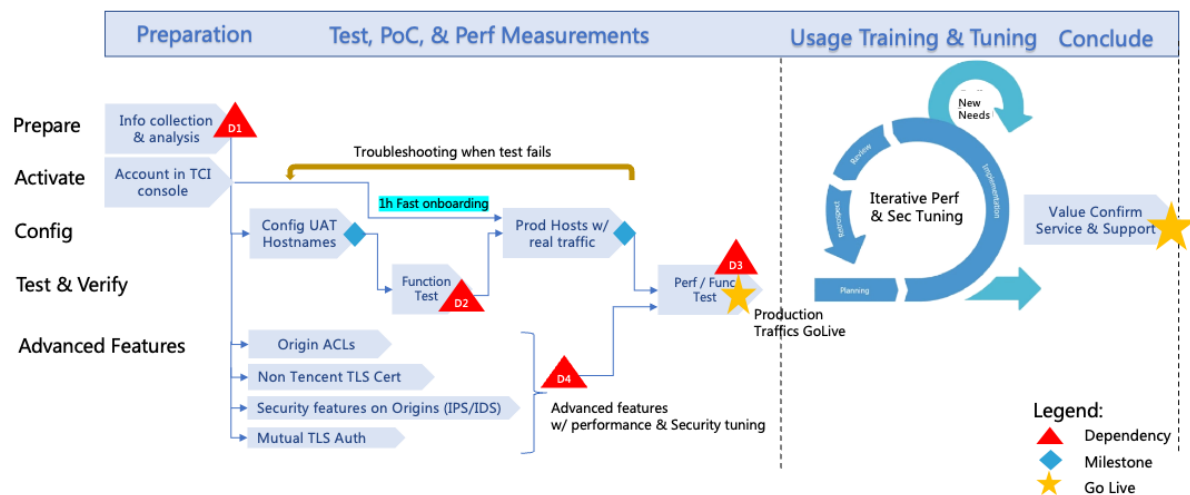 Preparation
Test, PoC, & Perf Measurements
Usage Training & Tuning
Conclude
Prepare
Info collection
& analysis
D1
Activate
Account in TCI
console
Troubleshooting when test fails
1h Fast onboarding
Config
Config UAT
Hostnames
Prod Hosts w/
real traffic
Test & Verify
Function
Test
D2
D3
Perf / Func
Test
Production
Traffics GoLive
Advanced Features
Origin ACLs
Non Tencent TLS Cert
Security features on Origins (IPS/IDS)
Mutual TLS Auth
D4
Advanced features
w/ performance & Security tuning
New
Needs
Review
Implementation
Retrospect
Iterative Perf
& Sec Tuning
Planning
Value Confirm
Service & Support
Legend:
Dependency
Milestone
Go Live